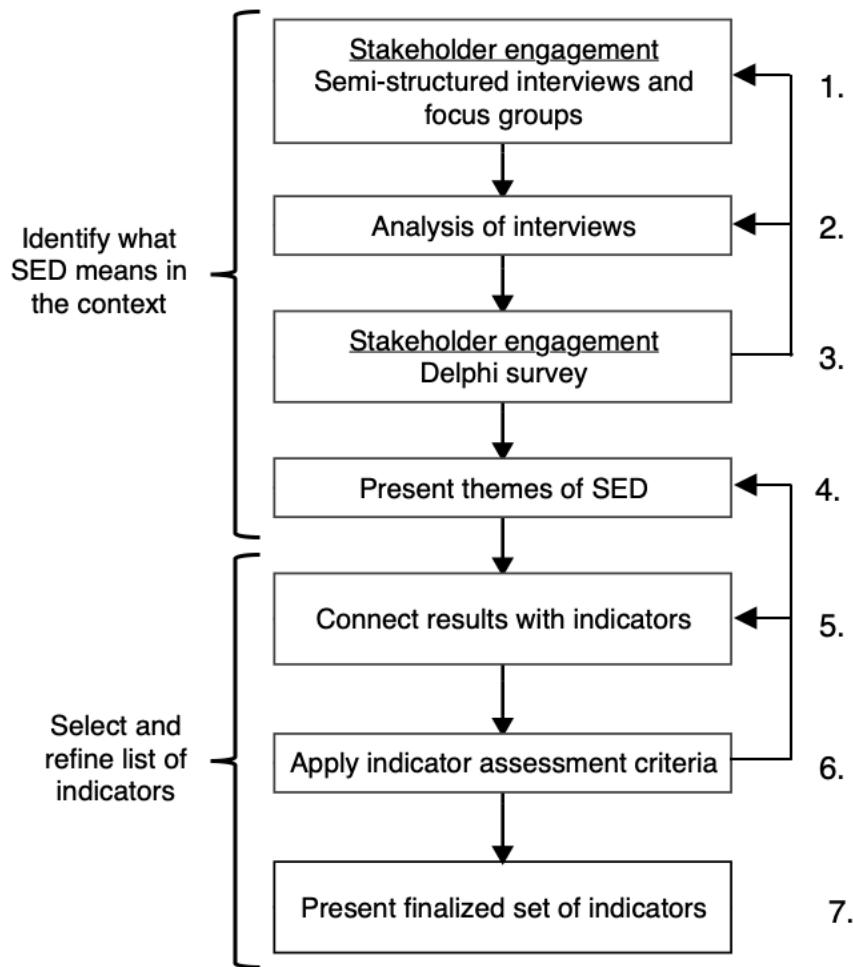 Stakeholder engagement
Semi-structured interviews and
focus groups
1.
Analysis of interviews
2.
Identify what
SED means in
the context
Stakeholder engagement
Delphi survey
3.
Present themes of SED
4.
Connect results with indicators
5.
Select and
refine list of
indicators
Apply indicator assessment criteria
6.
Present finalized set of indicators
7.